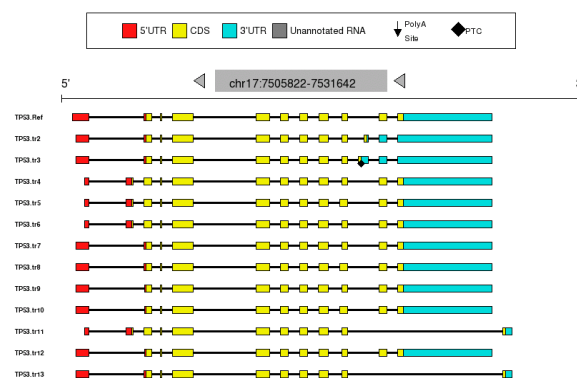 5'UTR CDS 3'UTR Unannotated RNA PolyA Site PTC
5' chr17:7505822-7531642 3
TP53.Ref
TP53.tr2
TP53.tr3
TP53.tr4
TP53.tr5
TP53.tr6
TP53.tr7
TP53.tr8
TP53.tr9
TP53.tr10
TP53.tr11
TP53.tr12
TP53.tr13